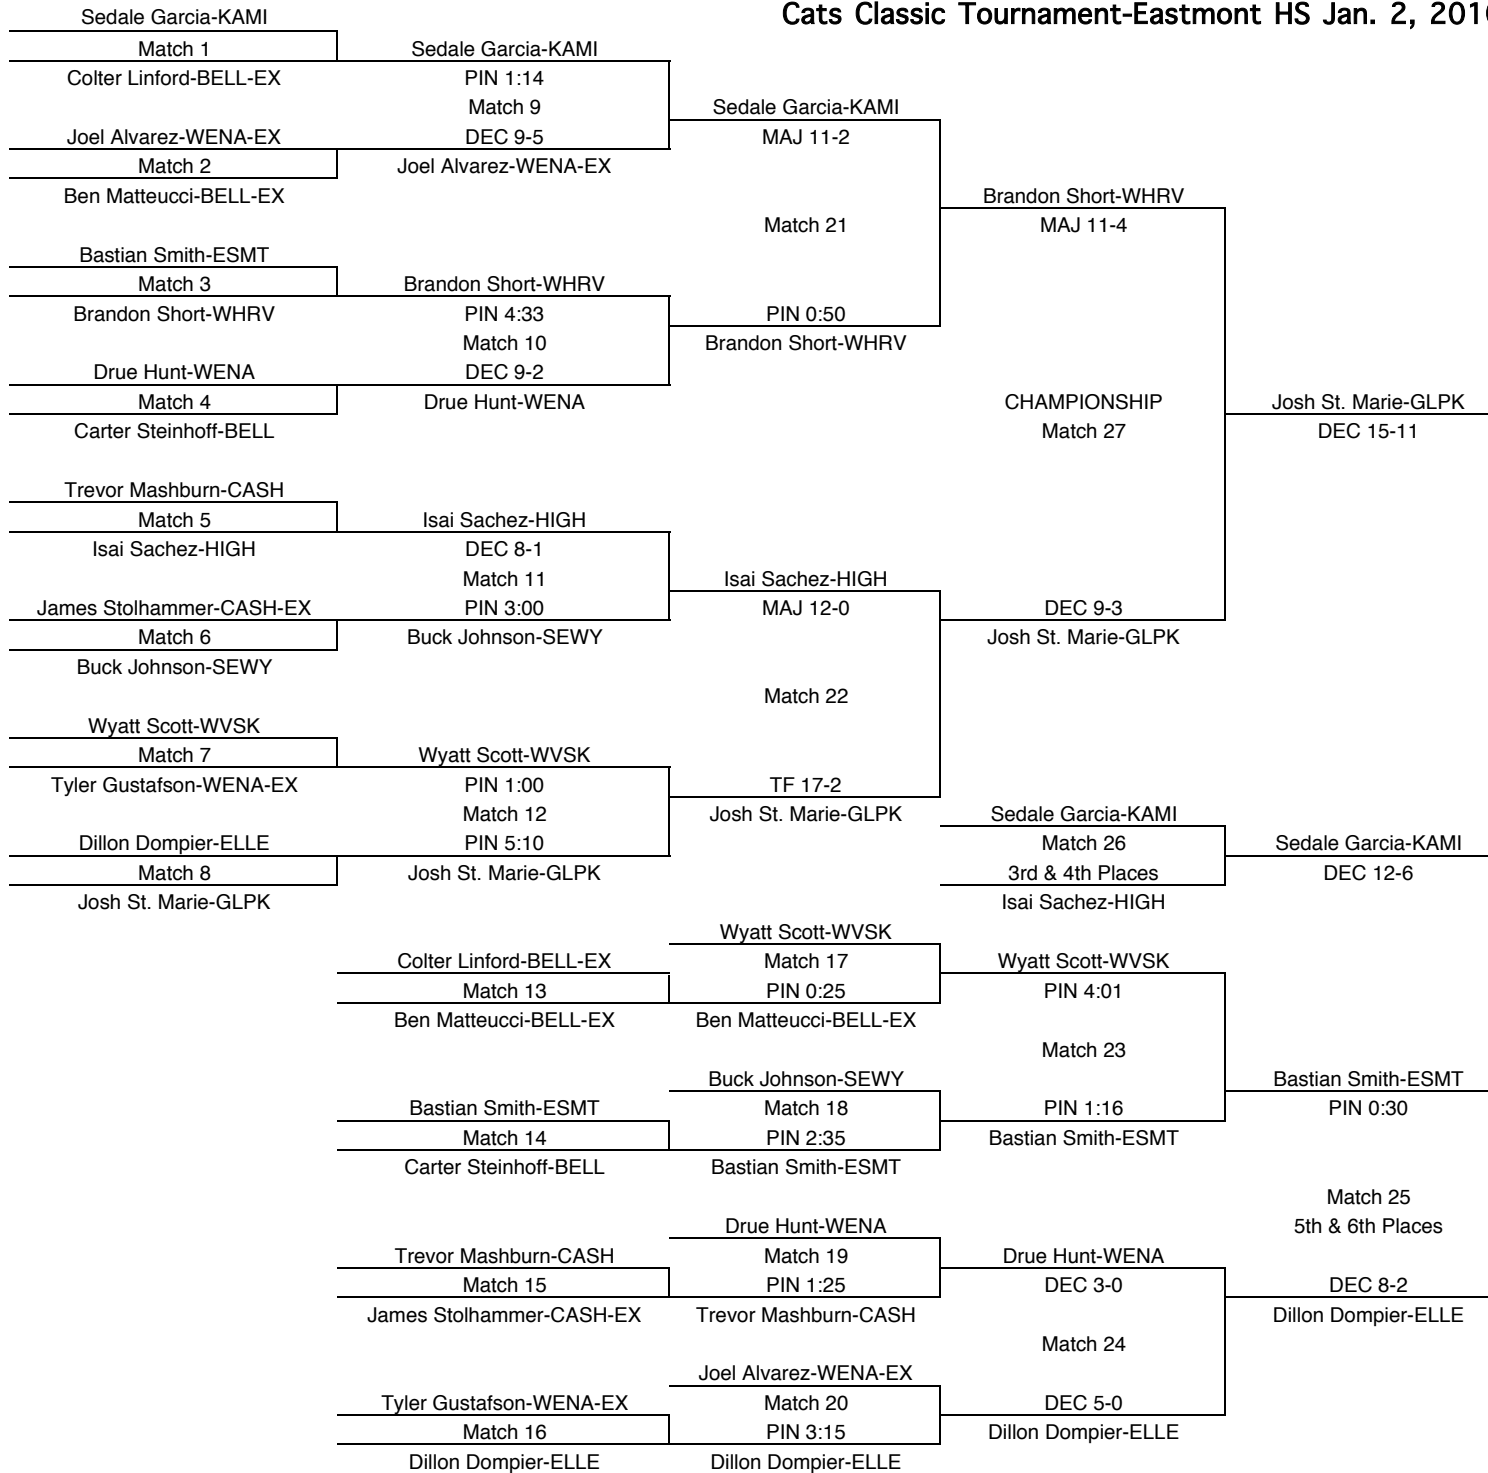 Cats Classic Tournament-Eastmont HS Jan. 2, 201
Sedale Garcia-KAMI
Match 1 Sedale Garcia-KAMI
Colter Linford-BELL-EX PIN 1:14
Match 9 Sedale Garcia-KAMI
Joel Alvarez-WENA-EX DEC 9-5 MAJ 11-2
Match 2 Joel Alvarez-WENA-EX
Ben Matteucci-BELL-EX Brandon Short-WHRV
Match 21 MAJ 11-4
Bastian Smith-ESMT
Match 3 Brandon Short-WHRV
Brandon Short-WHRV PIN 4:33 PIN 0:50
Match 10 Brandon Short-WHRV
Drue Hunt-WENA DEC 9-2
Match 4 Drue Hunt-WENA CHAMPIONSHIP Josh St. Marie-GLPK
Carter Steinhoff-BELL Match 27 DEC 15-11
Trevor Mashburn-CASH
Match 5 Isai Sachez-HIGH
Isai Sachez-HIGH DEC 8-1
Match 11 Isai Sachez-HIGH
James Stolhammer-CASH-EX PIN 3:00 MAJ 12-0 DEC 9-3
Match 6 Buck Johnson-SEWY Josh St. Marie-GLPK
Buck Johnson-SEWY
Match 22
Wyatt Scott-WVSK
Match 7 Wyatt Scott-WVSK
Tyler Gustafson-WENA-EX PIN 1:00 TF 17-2
Match 12 Josh St. Marie-GLPK Sedale Garcia-KAMI
Dillon Dompier-ELLE PIN 5:10 Match 26 Sedale Garcia-KAMI
Match 8 Josh St. Marie-GLPK 3rd & 4th Places DEC 12-6
Josh St. Marie-GLPK Isai Sachez-HIGH
Wyatt Scott-WVSK
Colter Linford-BELL-EX Match 17 Wyatt Scott-WVSK
Match 13 PIN 0:25 PIN 4:01
Ben Matteucci-BELL-EX Ben Matteucci-BELL-EX
Match 23
Buck Johnson-SEWY Bastian Smith-ESMT
Bastian Smith-ESMT Match 18 PIN 1:16 PIN 0:30
Match 14 PIN 2:35 Bastian Smith-ESMT
Carter Steinhoff-BELL Bastian Smith-ESMT
Match 25
Drue Hunt-WENA 5th & 6th Places
Trevor Mashburn-CASH Match 19 Drue Hunt-WENA
Match 15 PIN 1:25 DEC 3-0 DEC 8-2
James Stolhammer-CASH-EX Trevor Mashburn-CASH Dillon Dompier-ELLE
Match 24
Joel Alvarez-WENA-EX
Tyler Gustafson-WENA-EX Match 20 DEC 5-0
Match 16 PIN 3:15 Dillon Dompier-ELLE
Dillon Dompier-ELLE Dillon Dompier-ELLE